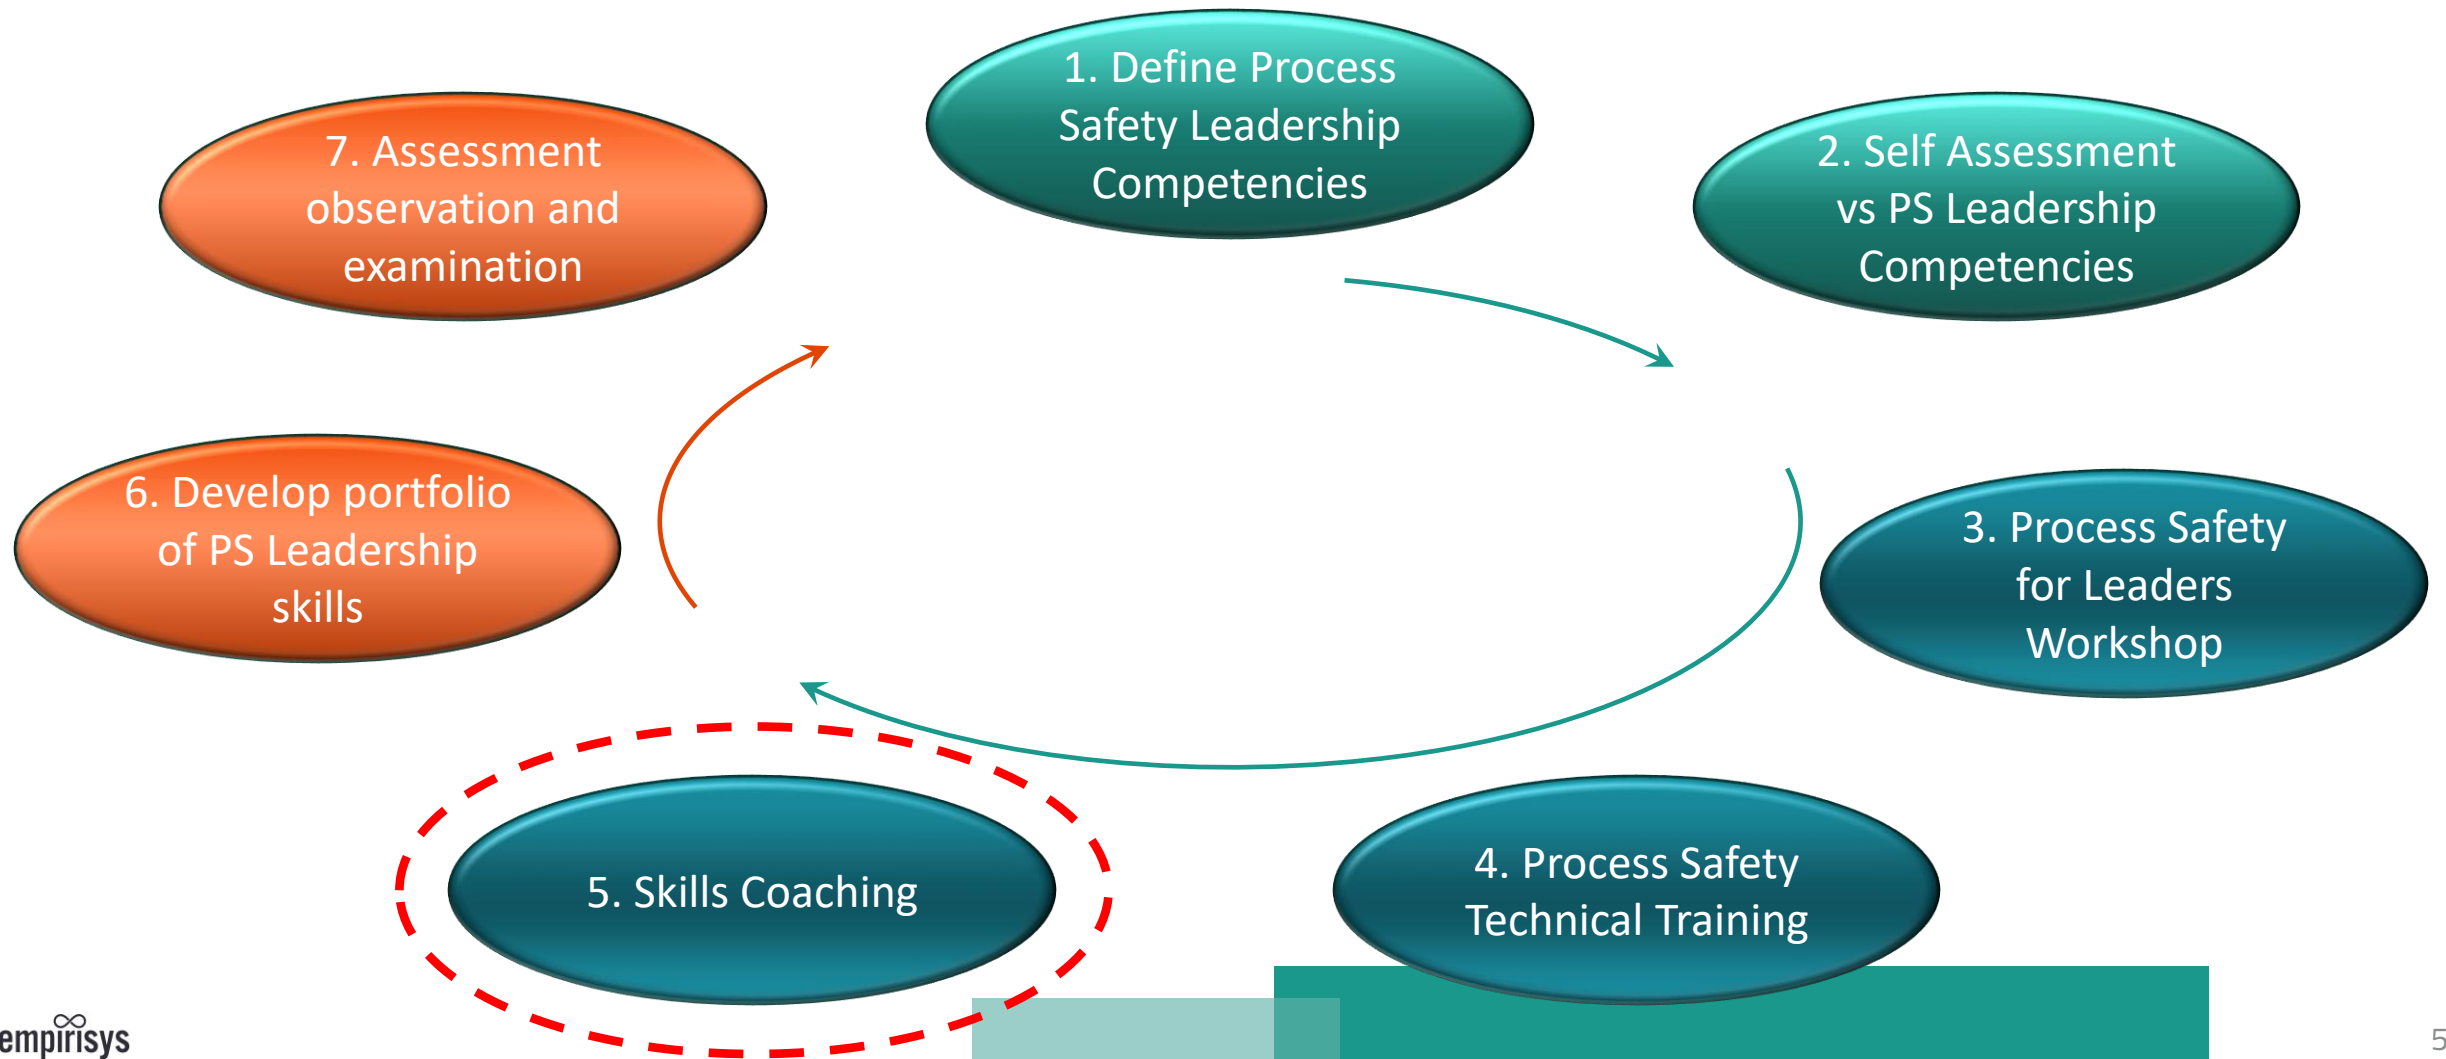 1. Define Process
Safety Leadership
Competencies
2. Self Assessment
vs PS Leadership
Competencies
3. Process Safety
for Leaders
Workshop
4. Process Safety
Technical Training
5. Skills Coaching
6. Develop portfolio
of PS Leadership
skills
7. Assessment
observation and
examination
empirisys
5